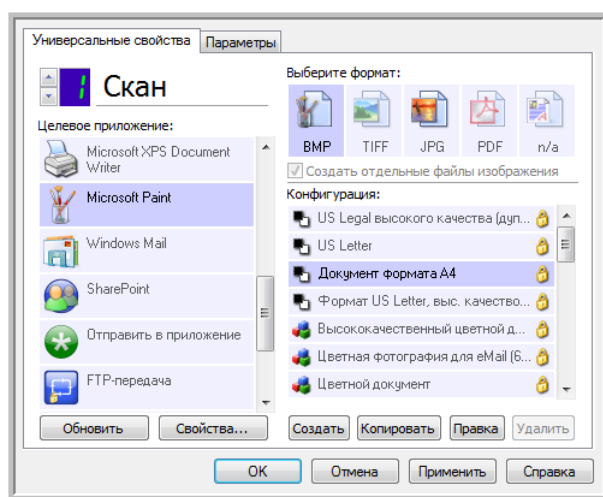 Универсальные свойства
Параметры
1
Скан
Целевое приложение:
Microsoft XPS Document
Writer
Microsoft Paint
Windows Mail
SharePoint
Отправить в приложение
FTP-передача
Обновить
Свойства...
Выберите формат:
BMP
TIFF
JPG
PDF
n/a
Создать отдельные файлы изображения
Конфигурация:
US Legal высокого качества (дуп...
US Letter
Документ формата A4
Формат US Letter, выс. качество...
Высококачественный цветной д...
Цветная фотография для eMail (6...
Цветной документ
Создать
Копировать
Правка
Удалить
OK
Отмена
Применить
Справка